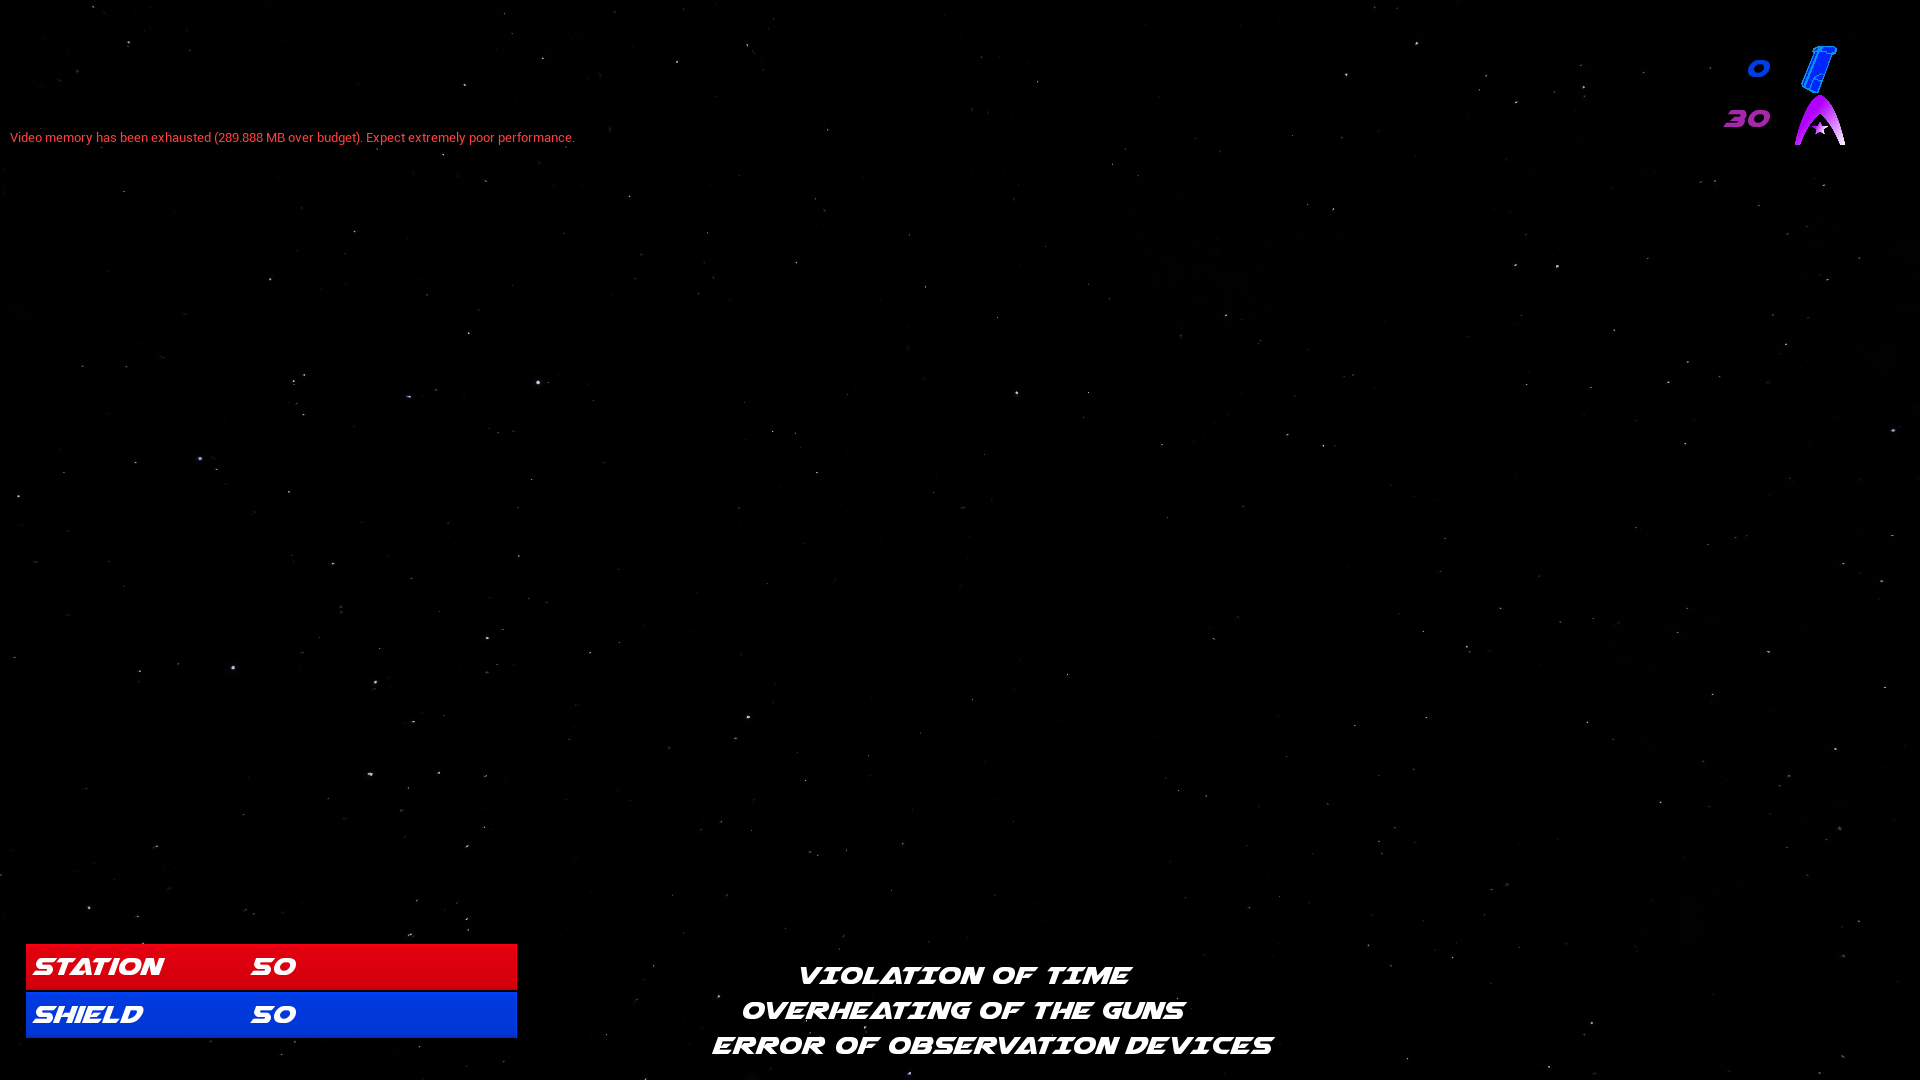 0
30
Video memory has been exhausted (289.888 MB over budget). Expect extremely poor performance.
STATION 50
SHIELD 50
VIOLATION OF TIME
OVERHEATING OF THE GUNS
ERROR OF OBSERVATION DEVICES